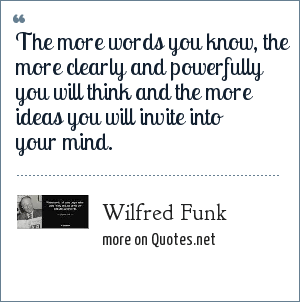 “
The more words you know, the
more clearly and powerfully
you will think and the more
ideas you will invite into
your mind.
Wilfred Funk
more on Quotes.net